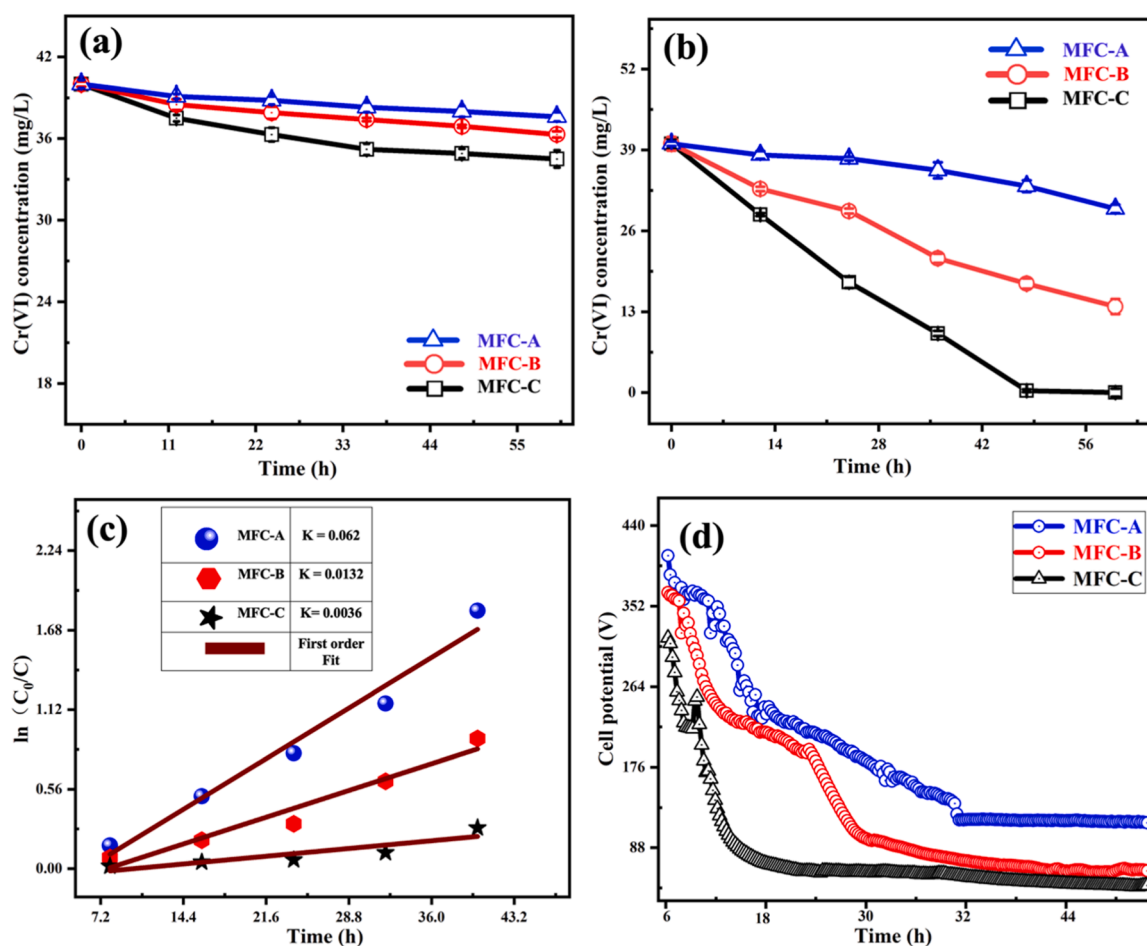 (a)
42
36
30
24
18
Cr(VI) concentration (mg/L)
MFC-A
MFC-B
MFC-C
0 11 22 33 44 55
Time (h)
(b)
52
39
26
13
0
Cr(VI) concentration (mg/L)
MFC-A
MFC-B
MFC-C
0 14 28 42 56
Time (h)
(c)
2.24
1.68
1.12
0.56
0.00
ln (C₀/C)
MFC-A K = 0.062
MFC-B K = 0.0132
MFC-C K= 0.0036
First order
Fit
7.2 14.4 21.6 28.8 36.0 43.2
Time (h)
(d)
440
352
264
176
88
Cell potential (V)
MFC-A
MFC-B
MFC-C
6 18 30 32 44
Time (h)